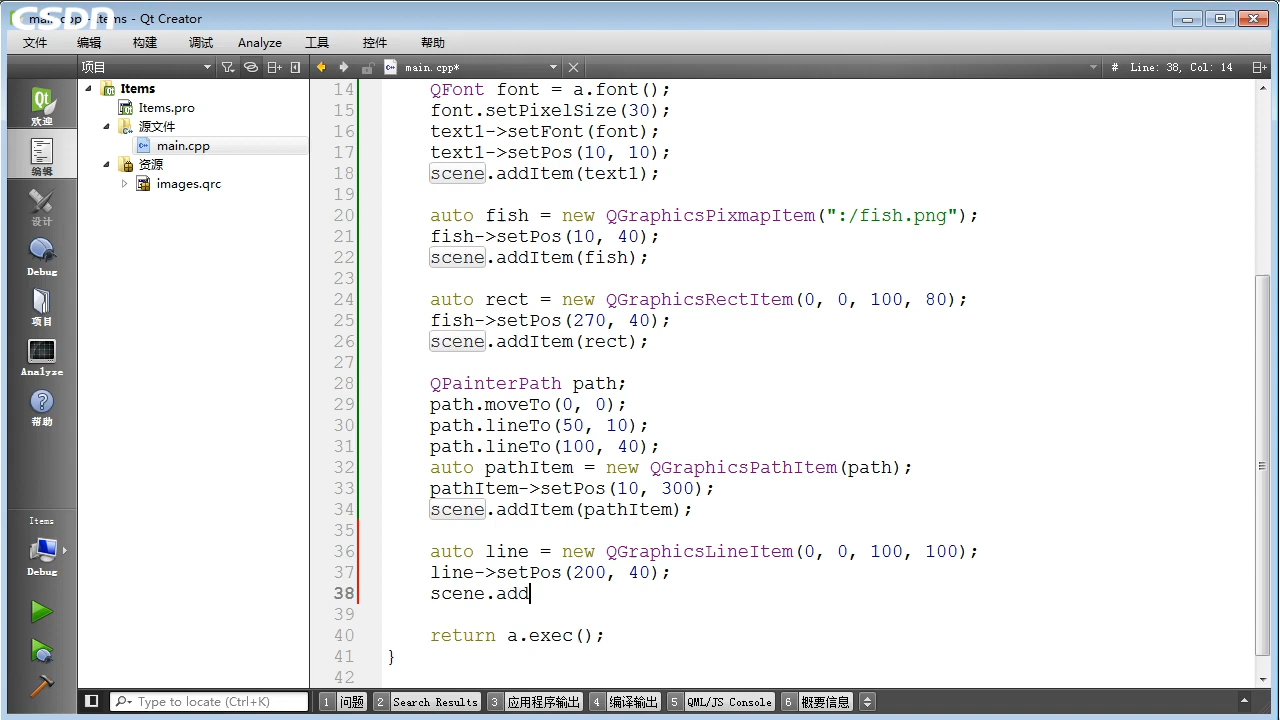 CSDN
main.cpp - Items - Qt Creator
文件 编辑 构建 调试 Analyze 工具 控件 帮助
项目 main.cpp* # Line: 38, Col: 14
欢迎
编辑
设计
Debug
项目
Analyze
帮助
Items
Debug
Items
Items.pro
源文件
main.cpp
资源
images.qrc
14 QFont font = a.font();
15 font.setPixelSize(30);
16 text1->setFont(font);
17 text1->setPos(10, 10);
18 scene.addItem(text1);
19
20 auto fish = new QGraphicsPixmapItem(":/fish.png");
21 fish->setPos(10, 40);
22 scene.addItem(fish);
23
24 auto rect = new QGraphicsRectItem(0, 0, 100, 80);
25 fish->setPos(270, 40);
26 scene.addItem(rect);
27
28 QPainterPath path;
29 path.moveTo(0, 0);
30 path.lineTo(50, 10);
31 path.lineTo(100, 40);
32 auto pathItem = new QGraphicsPathItem(path);
33 pathItem->setPos(10, 300);
34 scene.addItem(pathItem);
35
36 auto line = new QGraphicsLineItem(0, 0, 100, 100);
37 line->setPos(200, 40);
38 scene.add
39
40 return a.exec();
41 }
42
Type to locate (Ctrl+K) 1 问题 2 Search Results 3 应用程序输出 4 编译输出 5 QML/JS Console 6 概要信息